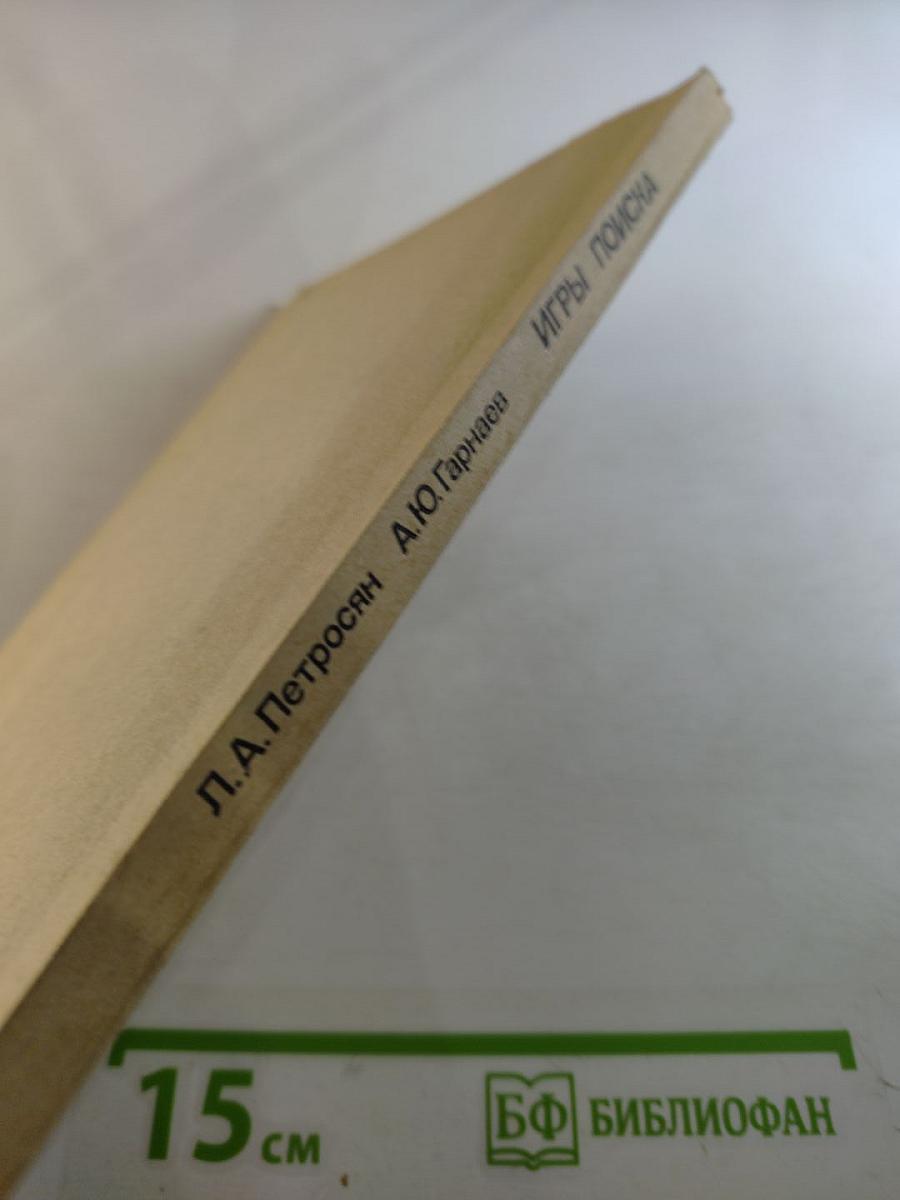 Л.А.Петросян А.Ю.Гарнаев ИГРЫ ПОИСКА
15 см
БФ БИБЛИОФАН